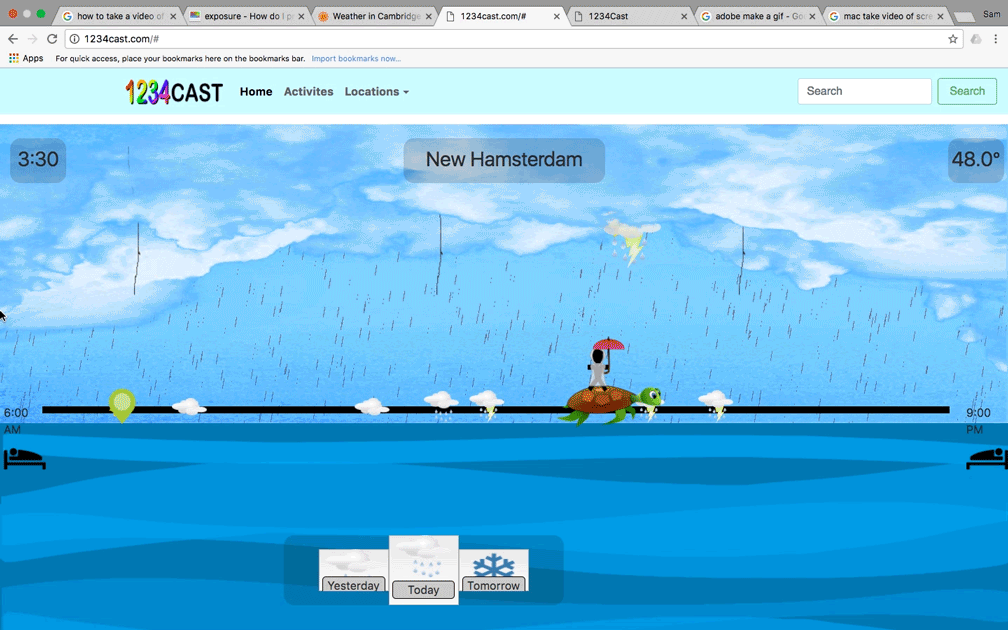 how to take a video of
exposure - How do I p
Weather in Cambridge
1234cast.com/#
1234Cast
adobe make a gif - Go
mac take video of scre
Sam
1234cast.com/#
Apps
For quick access, place your bookmarks here on the bookmarks bar.
Import bookmarks now...
1234CAST
Home
Activites
Locations
Search
Search
3:30
New Hamsterdam
48.0°
6:00
AM
9:00
PM
Yesterday
Today
Tomorrow